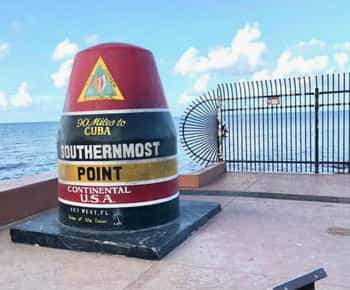 90 Miles to
CUBA
SOUTHERNMOST
POINT
CONTINENTAL
U.S.A.
KEY WEST, FL